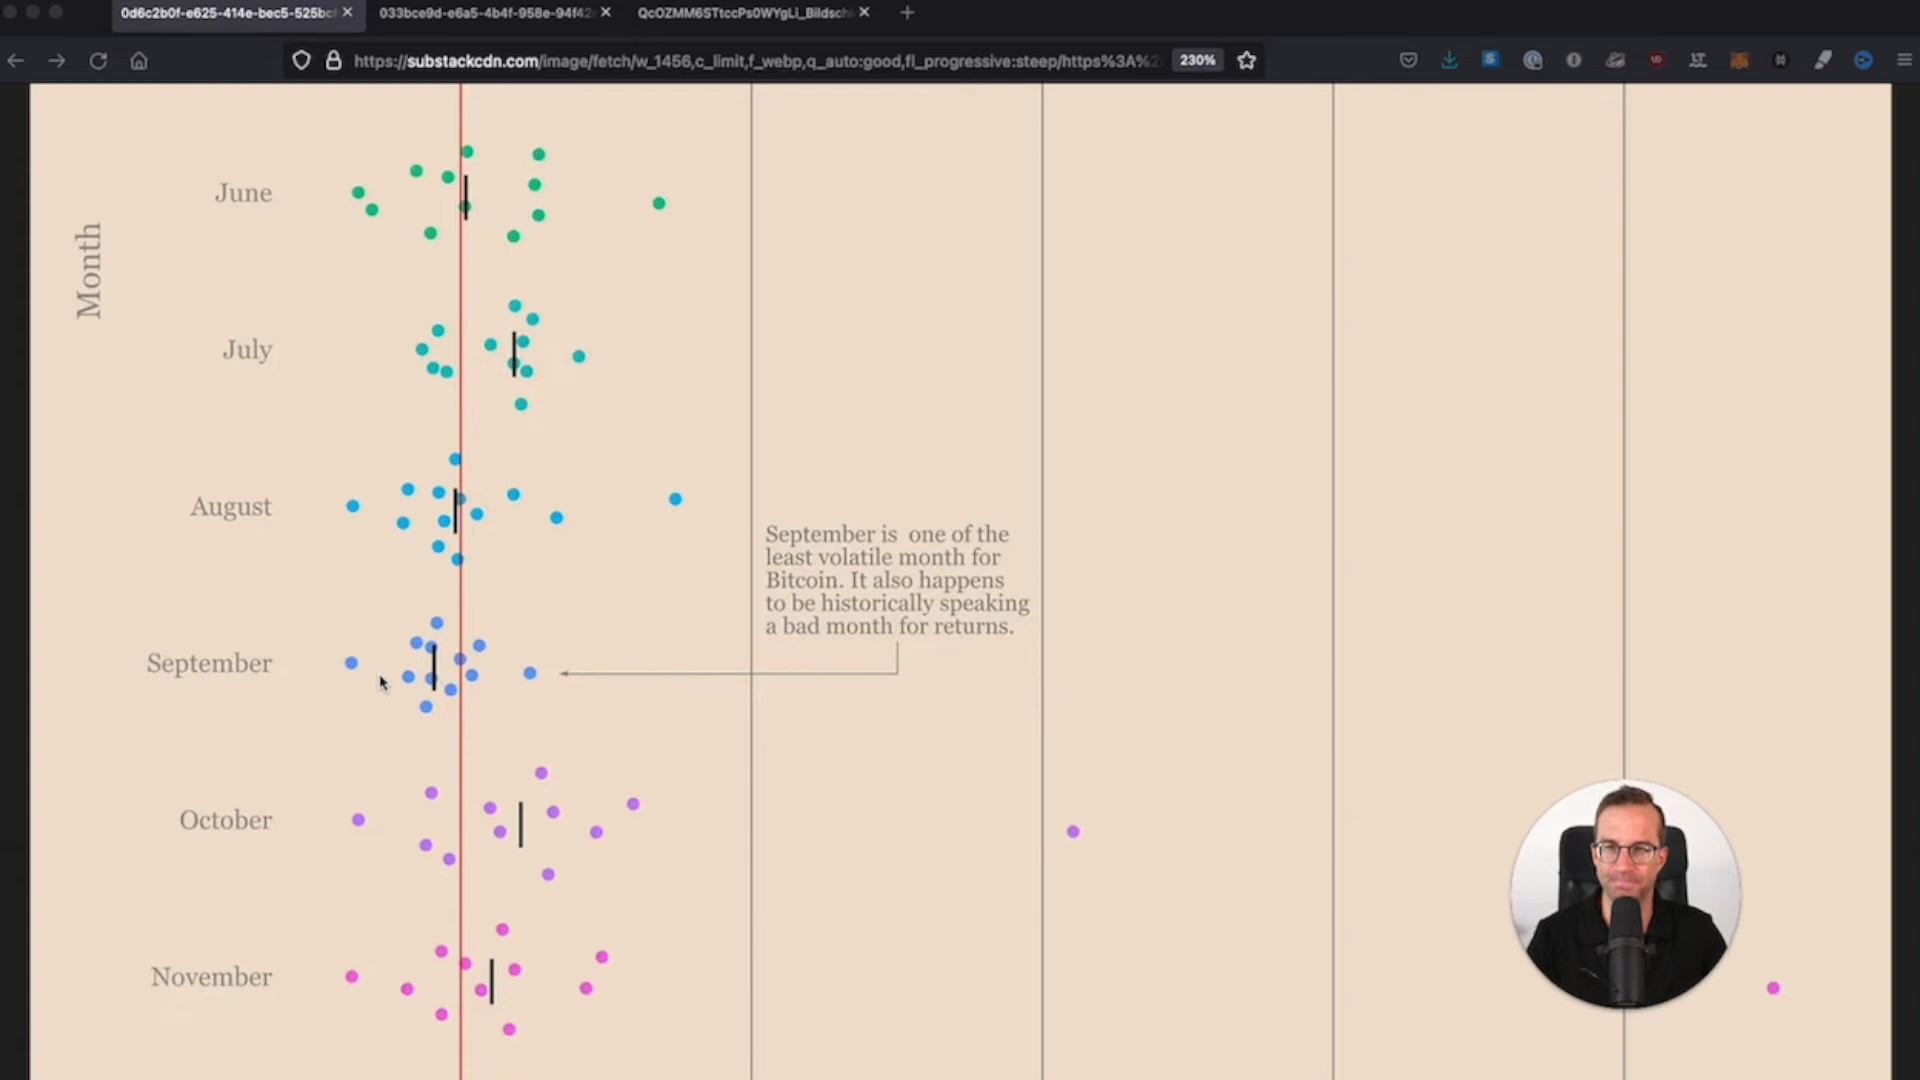 0d6c2b0f-e625-414e-bec5-525bc
033bce9d-e6a5-4b4f-958e-94f42
QcOZMM6STtccPs0WYgLi_Bildsch
https://substackcdn.com/image/fetch/w_1456,c_limit,f_webp,q_auto:good,fl_progressive:steep/https%3A%2
230%
Month
June
July
August
September is one of the
least volatile month for
Bitcoin. It also happens
to be historically speaking
a bad month for returns.
September
October
November